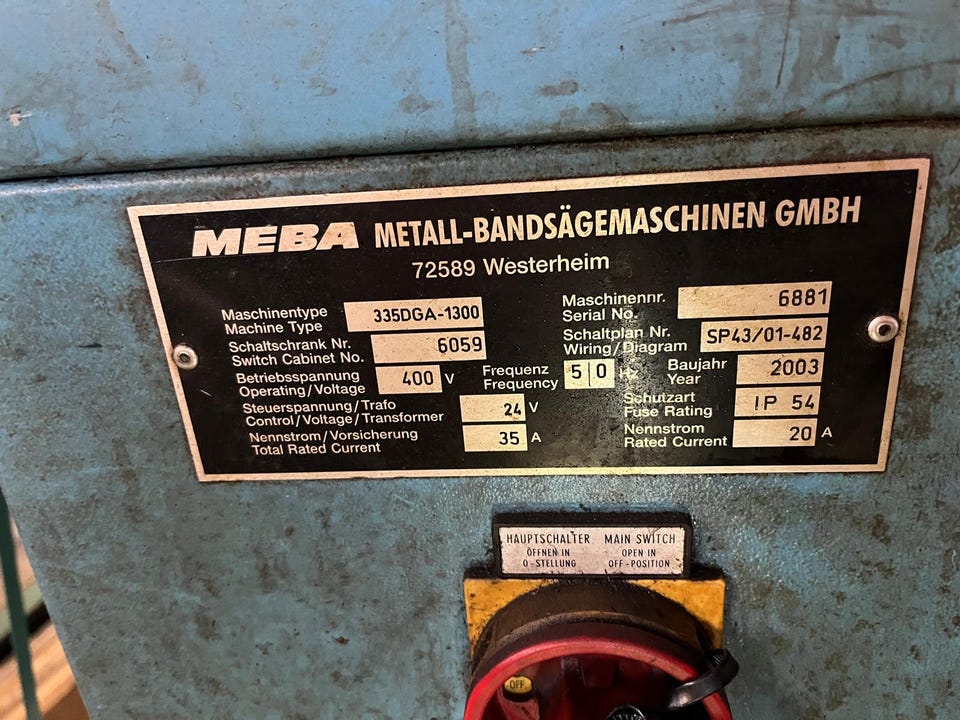 MEBA METALL-BANDSÄGEMASCHINEN GMBH
72589 Westerheim
Maschinentype
Machine Type
335DGA-1300
Maschinennr.
Serial No.
6881
Schaltschrank Nr.
Switch Cabinet No.
6059
Schaltplan Nr.
Wiring/Diagram
SP43/01-482
Betriebsspannung
Operating/Voltage
400 V
Frequenz
Frequency
50 Hz
Baujahr
Year
2003
Steuerspannung/Trafo
Control/Voltage/Transformer
24 V
Schutzart
Fuse Rating
IP 54
Nennstrom/Vorsicherung
Total Rated Current
35 A
Nennstrom
Rated Current
20 A
HAUPTSCHALTER MAIN SWITCH
ÖFFNEN IN OPEN IN
0-STELLUNG OFF-POSITION
OFF